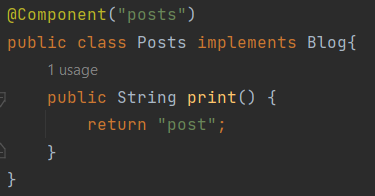 @Component("posts")
public class Posts implements Blog{
1 usage
public String print() {
return "post";
}
}